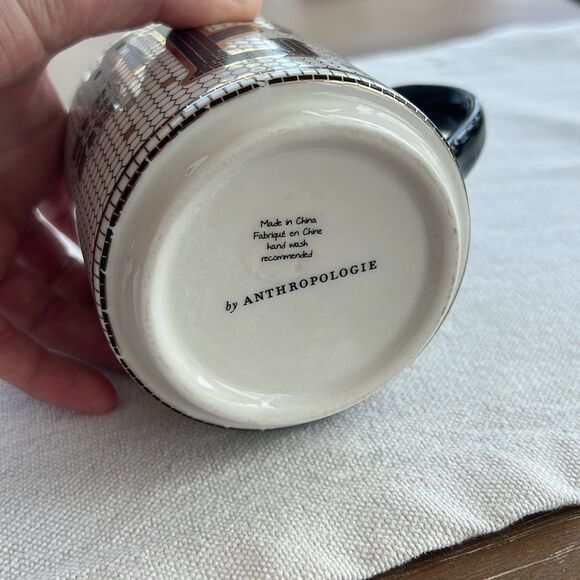 Made in China
Fabriqué en Chine
hand wash
recommended
by ANTHROPOLOGIE